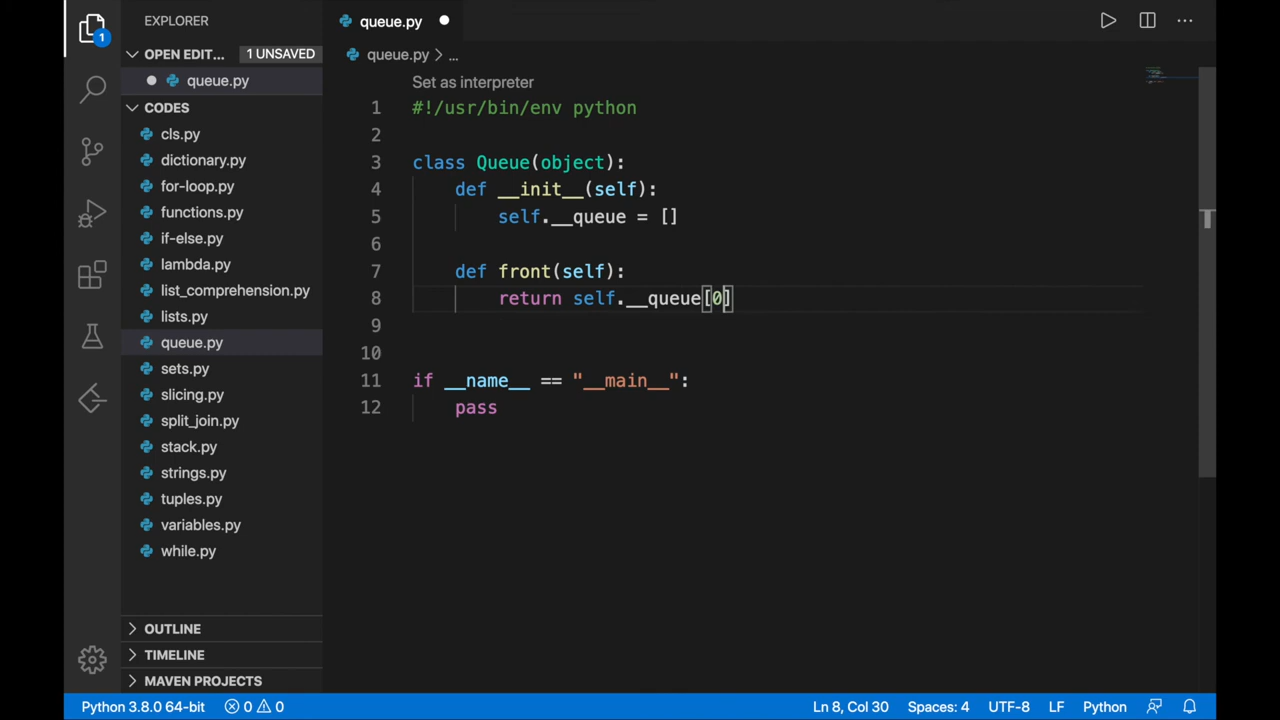 EXPLORER
OPEN EDIT... 1 UNSAVED
queue.py
CODES
cls.py
dictionary.py
for-loop.py
functions.py
if-else.py
lambda.py
list_comprehension.py
lists.py
queue.py
sets.py
slicing.py
split_join.py
stack.py
strings.py
tuples.py
variables.py
while.py
OUTLINE
TIMELINE
MAVEN PROJECTS
1
queue.py
queue.py > ...
Set as interpreter
1 #!/usr/bin/env python
2
3 class Queue(object):
4 def __init__(self):
5 self.__queue = []
6
7 def front(self):
8 return self.__queue[0]
9
10
11 if __name__ == "__main__":
12 pass
Python 3.8.0 64-bit 0 0 Ln 8, Col 30 Spaces: 4 UTF-8 LF Python